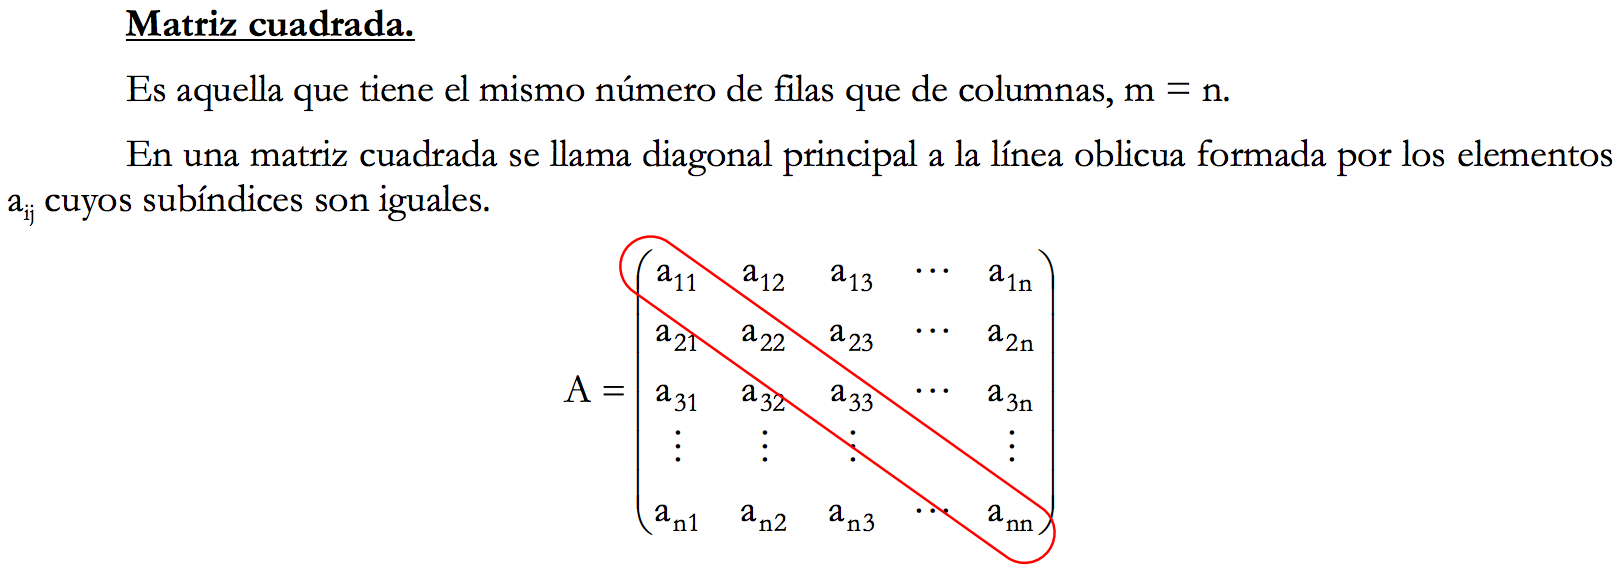 Matriz cuadrada.
Es aquella que tiene el mismo número de filas que de columnas, m = n.
En una matriz cuadrada se llama diagonal principal a la línea oblicua formada por los elementos
aᵢⱼ cuyos subíndices son iguales.
a₁₁ a₁₂ a₁₃ ⋯ a₁ₙ
a₂₁ a₂₂ a₂₃ ⋯ a₂ₙ
A = a₃₁ a₃₂ a₃₃ ⋯ a₃ₙ
⋮ ⋮ ⋮ ⋮
aₙ₁ aₙ₂ aₙ₃ ⋯ aₙₙ